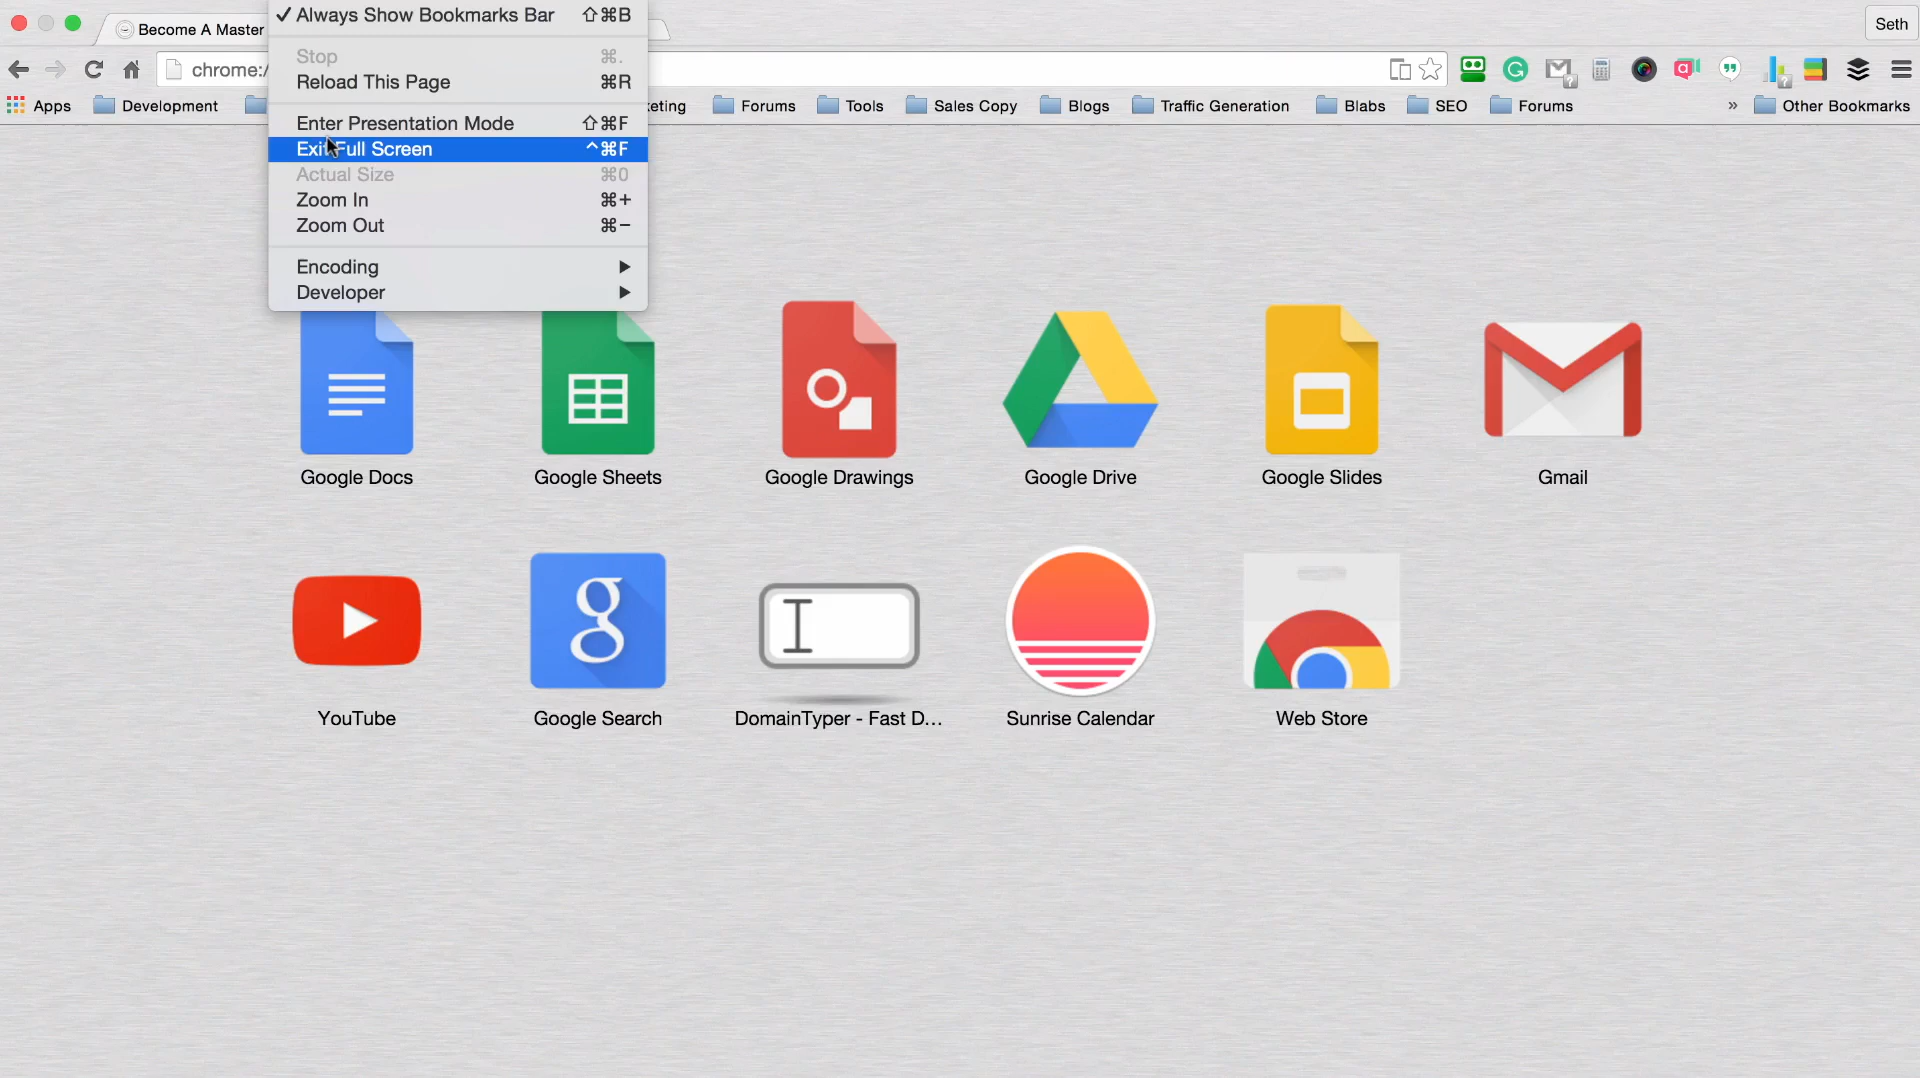 Become A Master
Seth
chrome:/
Apps
Development
keting
Forums
Tools
Sales Copy
Blogs
Traffic Generation
Blabs
SEO
Forums
»
Other Bookmarks
✓ Always Show Bookmarks Bar ⇧⌘B
Stop ⌘.
Reload This Page ⌘R
Enter Presentation Mode ⇧⌘F
Exit Full Screen ^⌘F
Actual Size ⌘0
Zoom In ⌘+
Zoom Out ⌘−
Encoding ▶
Developer ▶
Google Docs
Google Sheets
Google Drawings
Google Drive
Google Slides
Gmail
YouTube
Google Search
DomainTyper - Fast D...
Sunrise Calendar
Web Store